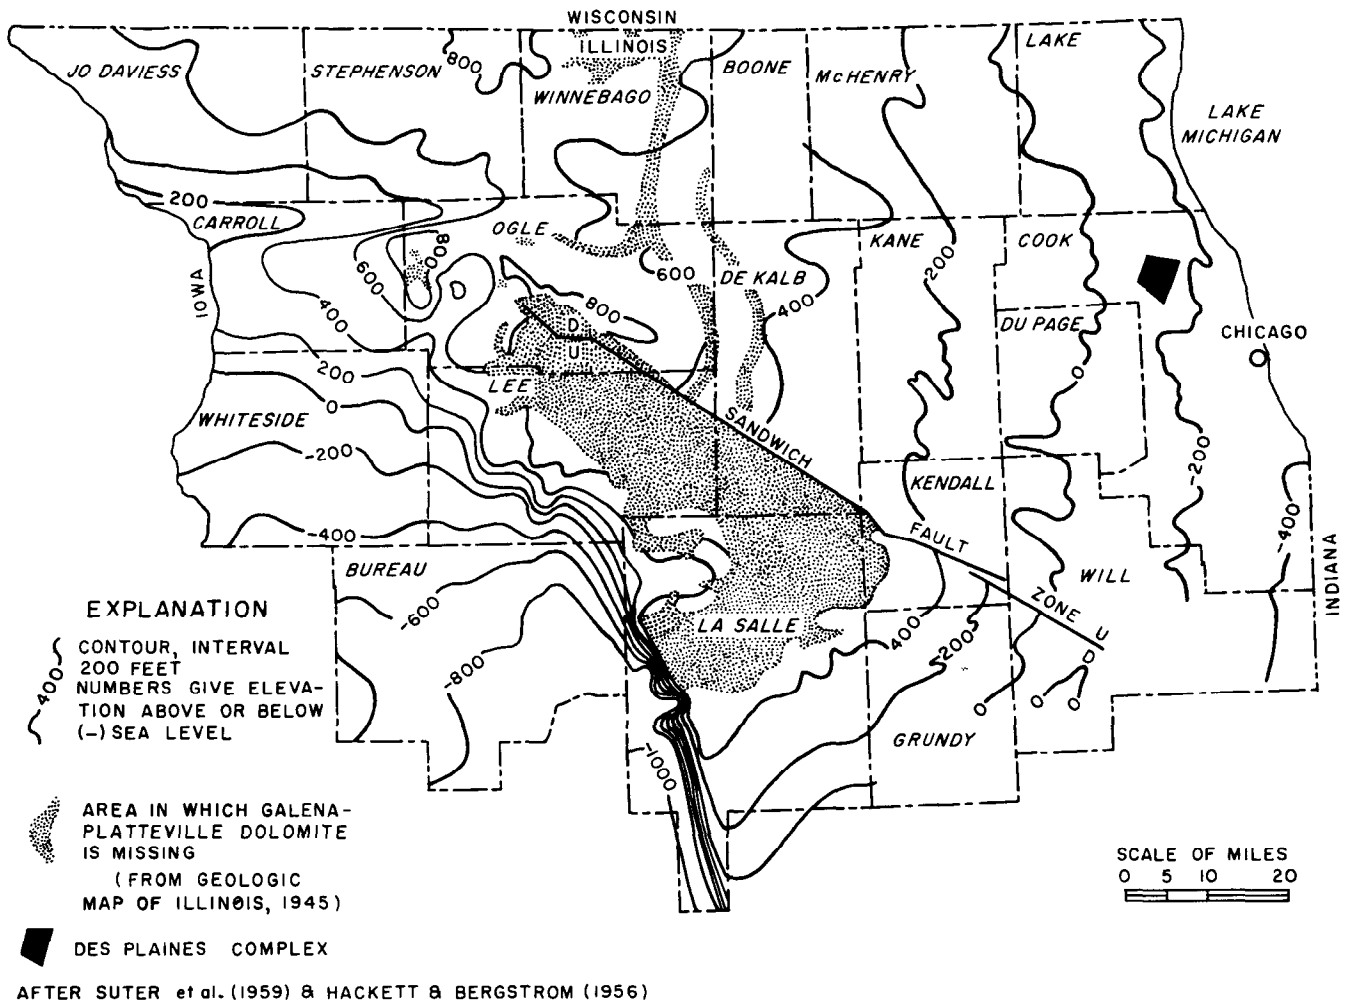 WISCONSIN
ILLINOIS
JO DAVIESS
STEPHENSON
800
WINNEBAGO
BOONE
McHENRY
LAKE
LAKE
MICHIGAN
200
CARROLL
OGLE
800
600
600
400
IOWA
DE KALB
KANE
200
COOK
800
400
DU PAGE
CHICAGO
D
U
LEE
200
0
WHITESIDE
-200
SANDWICH
0
-200
KENDALL
-400
-400
FAULT
BUREAU
WILL
ZONE
U
D
INDIANA
-600
LA SALLE
400
200
-800
0
0
0
GRUNDY
-1000
EXPLANATION
-400
CONTOUR, INTERVAL
200 FEET
NUMBERS GIVE ELEVA-
TION ABOVE OR BELOW
(-) SEA LEVEL
AREA IN WHICH GALENA-
PLATTEVILLE DOLOMITE
IS MISSING
(FROM GEOLOGIC
MAP OF ILLINOIS, 1945)
DES PLAINES COMPLEX
SCALE OF MILES
0 5 10 20
AFTER SUTER et al. (1959) & HACKETT & BERGSTROM (1956)